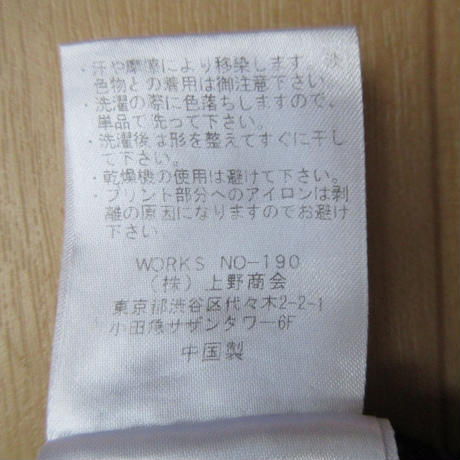 ・汗や摩擦により移染します。淡
色物との着用は御注意下さい。
・洗濯の際に色落ちしますので、
単品で洗って下さい。
・洗濯後は形を整えてすぐに干し
て下さい。
・乾燥機の使用は避けて下さい。
・プリント部分へのアイロンは剥
離の原因になりますのでお避け
下さい
WORKS NO-190
(株)上野商会
東京都渋谷区代々木2-2-1
小田急サザンタワー6F
中国製